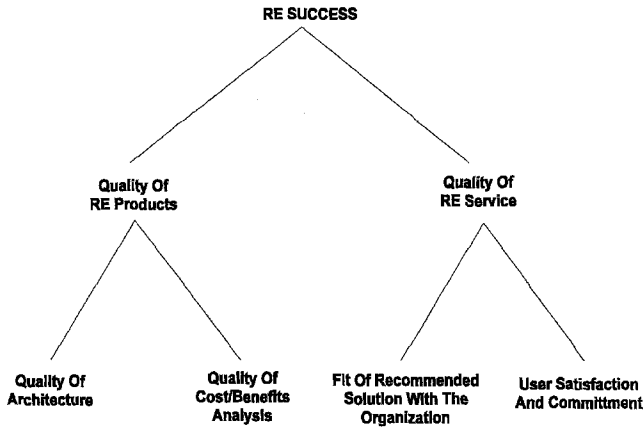 RE SUCCESS
Quality Of
RE Products
Quality Of
RE Service
Quality Of
Architecture
Quality Of
Cost/Benefits
Analysis
Fit Of Recommended
Solution With The
Organization
User Satisfaction
And Committment